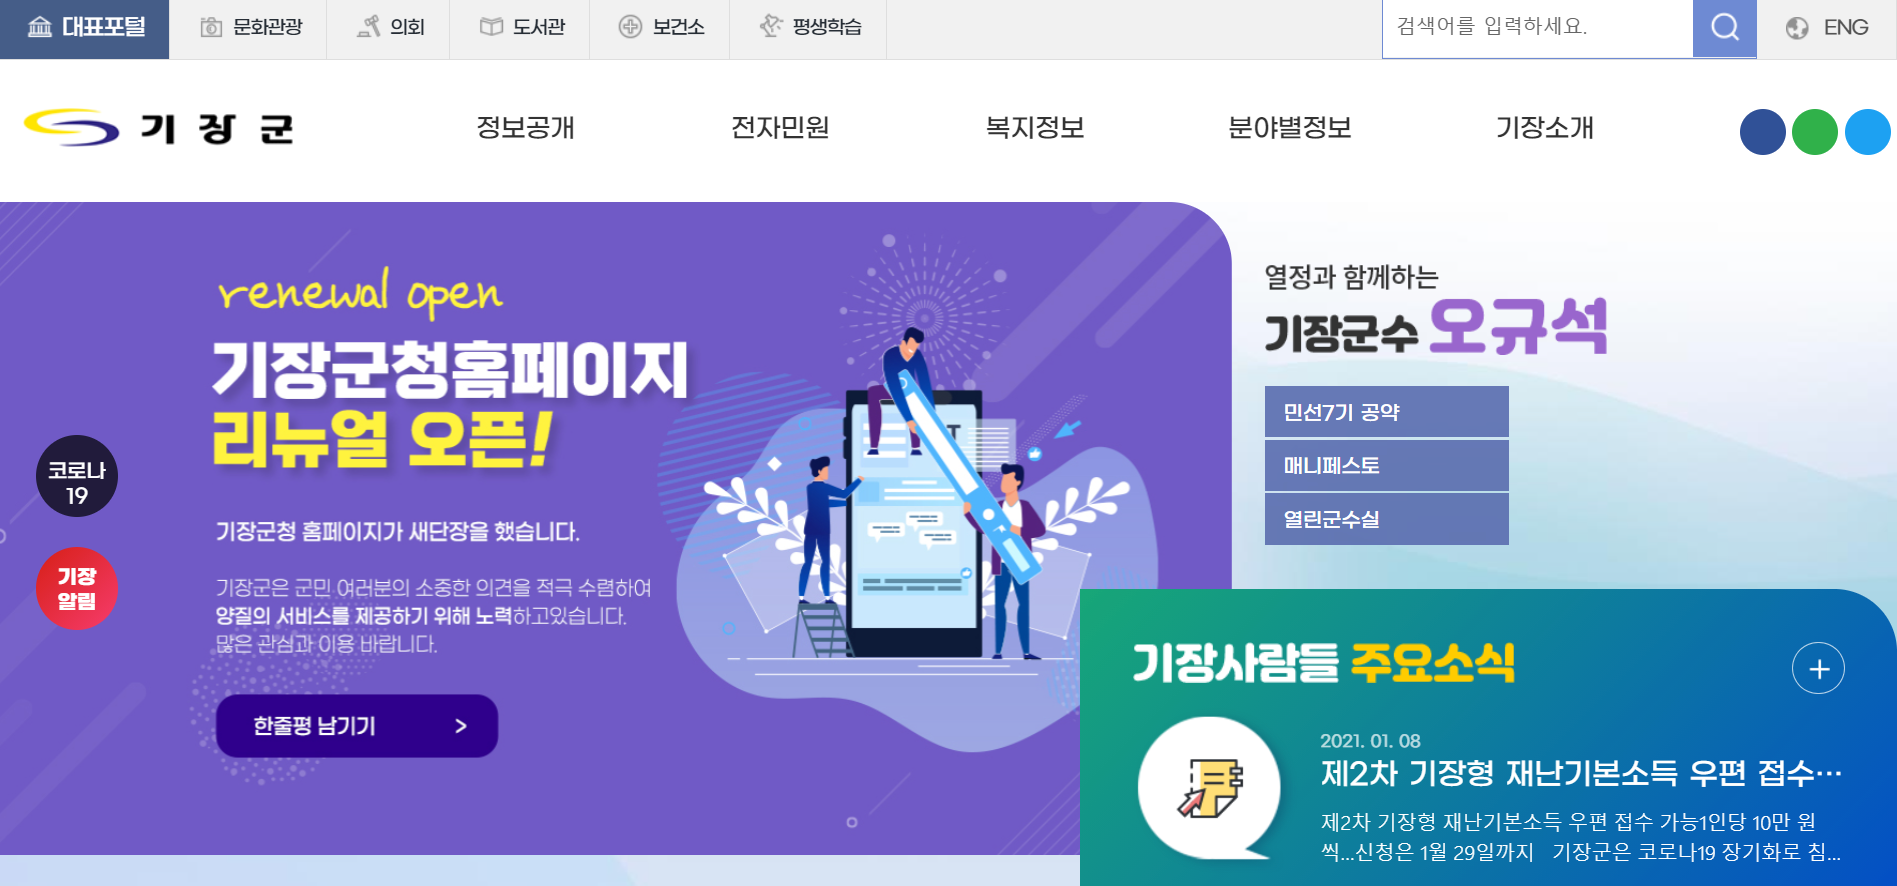 대표포털 문화관광 의회 도서관 보건소 평생학습 검색어를 입력하세요. ENG
기장군 정보공개 전자민원 복지정보 분야별정보 기장소개
renewal open
기장군청홈페이지
리뉴얼 오픈!
기장군청 홈페이지가 새단장을 했습니다.
기장군은 군민 여러분의 소중한 의견을 적극 수렴하여
양질의 서비스를 제공하기 위해 노력하고있습니다.
많은 관심과 이용 바랍니다.
한줄평 남기기 >
코로나
19
기장
알림
T
열정과 함께하는
기장군수 오규석
민선7기 공약
매니페스토
열린군수실
기장사람들 주요소식 +
2021. 01. 08
제2차 기장형 재난기본소득 우편 접수…
제2차 기장형 재난기본소득 우편 접수 가능1인당 10만 원
씩...신청은 1월 29일까지 기장군은 코로나19 장기화로 침...